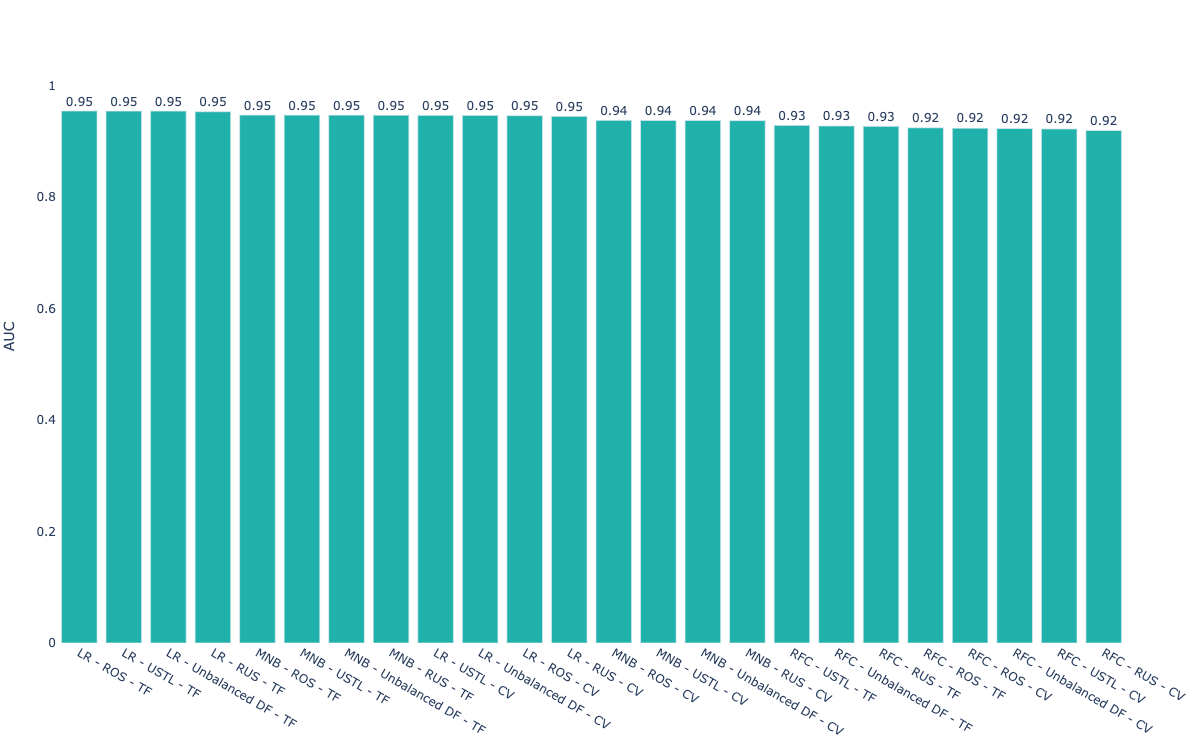 1
0.8
0.6
0.4
0.2
0
AUC
0.95 0.95 0.95 0.95 0.95 0.95 0.95 0.95 0.95 0.95 0.95 0.95 0.94 0.94 0.94 0.94 0.93 0.93 0.93 0.92 0.92 0.92 0.92 0.92
LR - ROS - TF
LR - USTL - TF
LR - Unbalanced DF - TF
LR - RUS - TF
MNB - ROS - TF
MNB - USTL - TF
MNB - Unbalanced DF - TF
MNB - RUS - TF
LR - USTL - CV
LR - Unbalanced DF - CV
LR - ROS - CV
LR - RUS - CV
MNB - ROS - CV
MNB - USTL - CV
MNB - Unbalanced DF - CV
MNB - RUS - CV
RFC - USTL - TF
RFC - Unbalanced DF - TF
RFC - RUS - TF
RFC - ROS - TF
RFC - ROS - CV
RFC - Unbalanced DF - CV
RFC - USTL - CV
RFC - RUS - CV